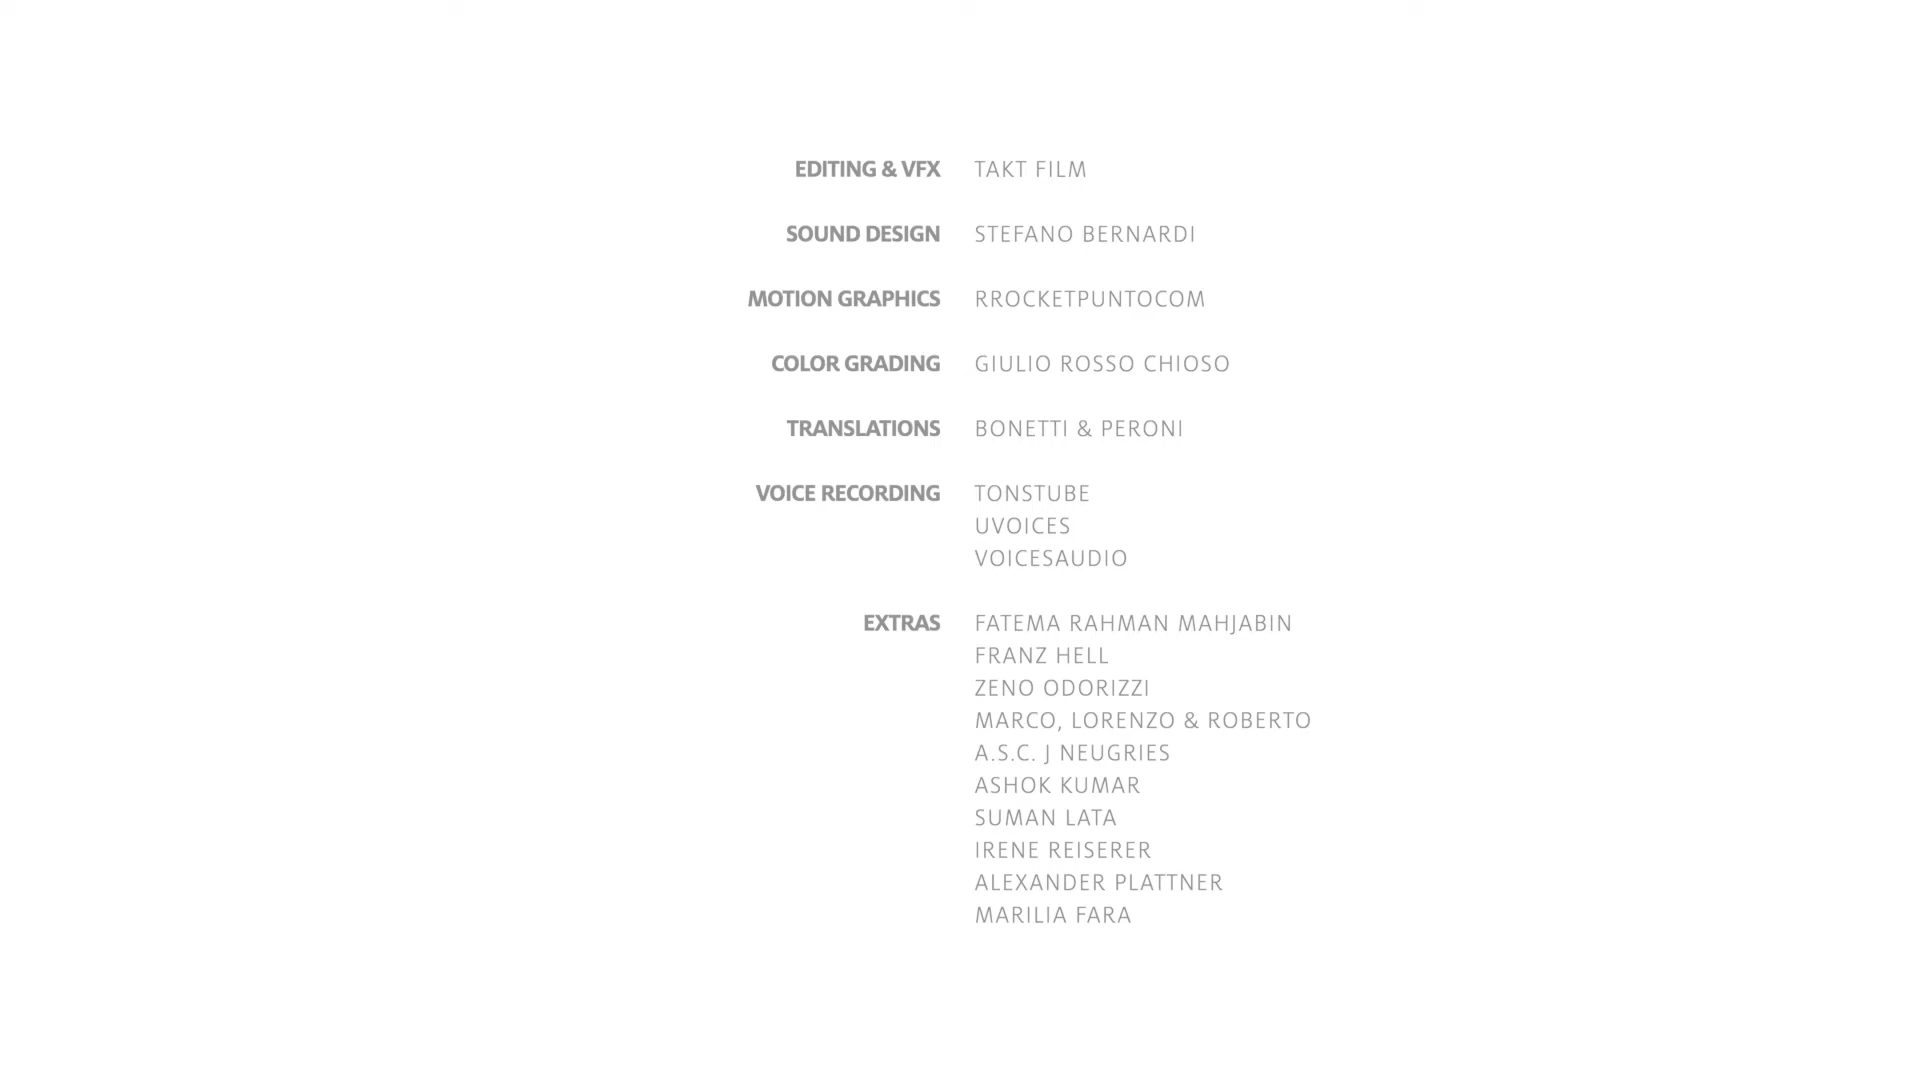 EDITING & VFX TAKT FILM
SOUND DESIGN STEFANO BERNARDI
MOTION GRAPHICS RROCKETPUNTOCOM
COLOR GRADING GIULIO ROSSO CHIOSO
TRANSLATIONS BONETTI & PERONI
VOICE RECORDING TONSTUBE
UVOICES
VOICESAUDIO
EXTRAS FATEMA RAHMAN MAHJABIN
FRANZ HELL
ZENO ODORIZZI
MARCO, LORENZO & ROBERTO
A.S.C. J NEUGRIES
ASHOK KUMAR
SUMAN LATA
IRENE REISERER
ALEXANDER PLATTNER
MARILIA FARA